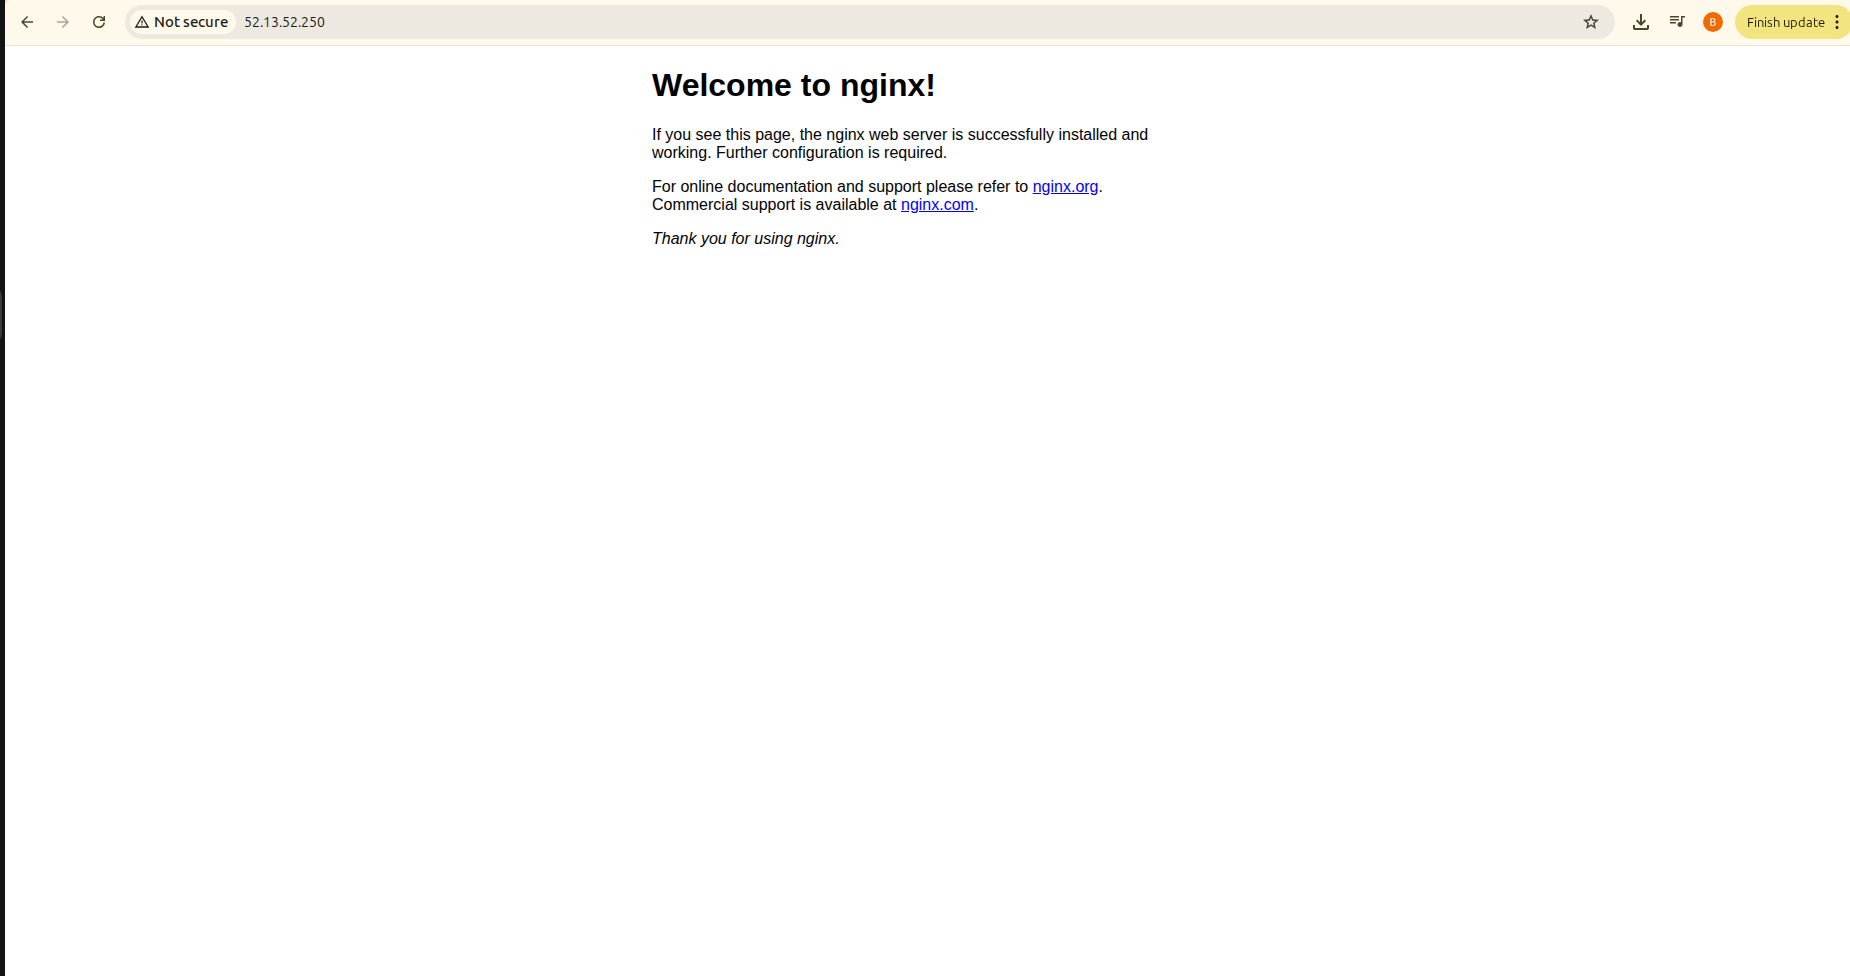 Not secure 52.13.52.250
B
Finish update
Welcome to nginx!
If you see this page, the nginx web server is successfully installed and
working. Further configuration is required.
For online documentation and support please refer to nginx.org.
Commercial support is available at nginx.com.
Thank you for using nginx.